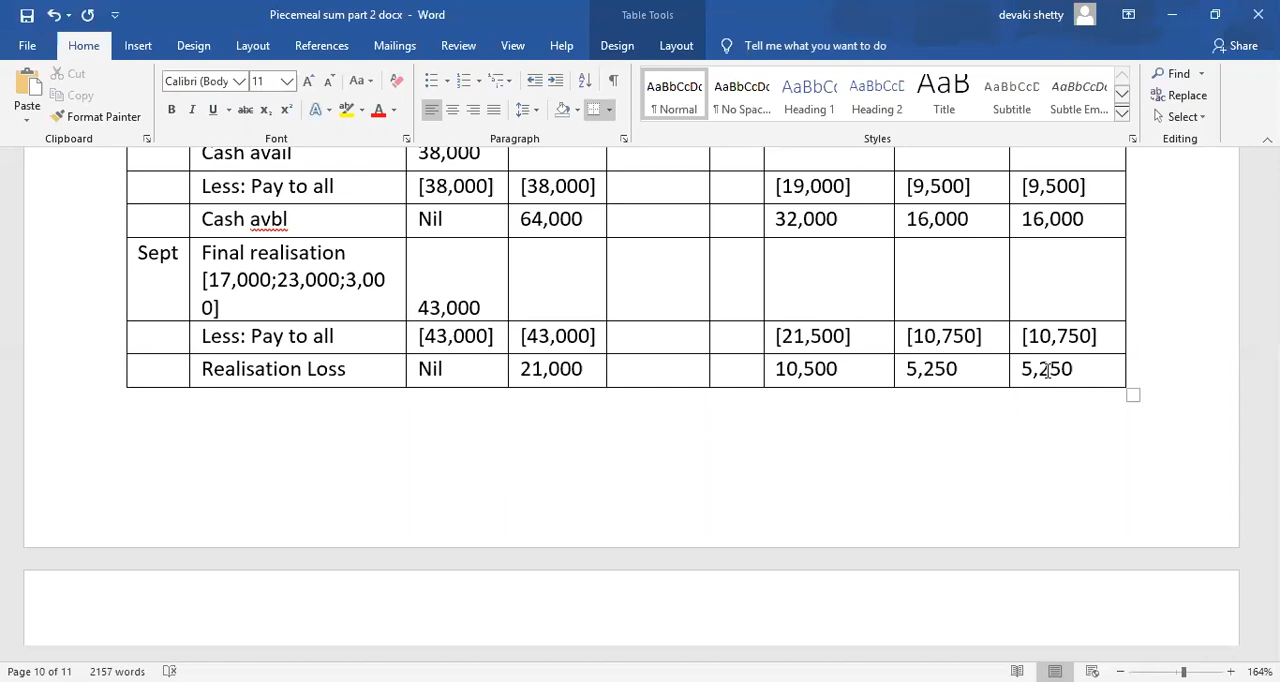 Piecemeal sum part 2 docx - Word
Table Tools
devaki shetty
File Home Insert Design Layout References Mailings Review View Help Design Layout Tell me what you want to do Share
Paste
Cut
Copy
Format Painter
Clipboard
Calibri (Body 11
Font
Paragraph
AaBbCcDc AaBbCcDc AaBbCc AaBbCcD AaB AaBbCcD AaBbCcDc
¶ Normal ¶ No Spac... Heading 1 Heading 2 Title Subtitle Subtle Em...
Styles
Find
Replace
Select
Editing
Cash avail 38,000
Less: Pay to all [38,000] [38,000] [19,000] [9,500] [9,500]
Cash avbl Nil 64,000 32,000 16,000 16,000
Sept Final realisation
[17,000;23,000;3,00
0] 43,000
Less: Pay to all [43,000] [43,000] [21,500] [10,750] [10,750]
Realisation Loss Nil 21,000 10,500 5,250 5,250
Page 10 of 11 2157 words 164%